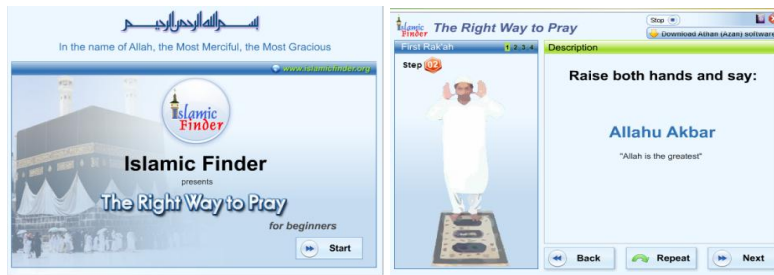 بسم الله الرحمن الرحيم
In the name of Allah, the Most Merciful, the Most Gracious
www.islamicfinder.org
Islamic
Finder
Islamic Finder
presents
The Right Way to Pray
for beginners
Start
Islamic
Finder
The Right Way to Pray
Stop
Download Athan (Azan) software
First Rak'ah
1 2 3 4
Description
Step 02
Raise both hands and say:
Allahu Akbar
"Allah is the greatest"
Back
Repeat
Next